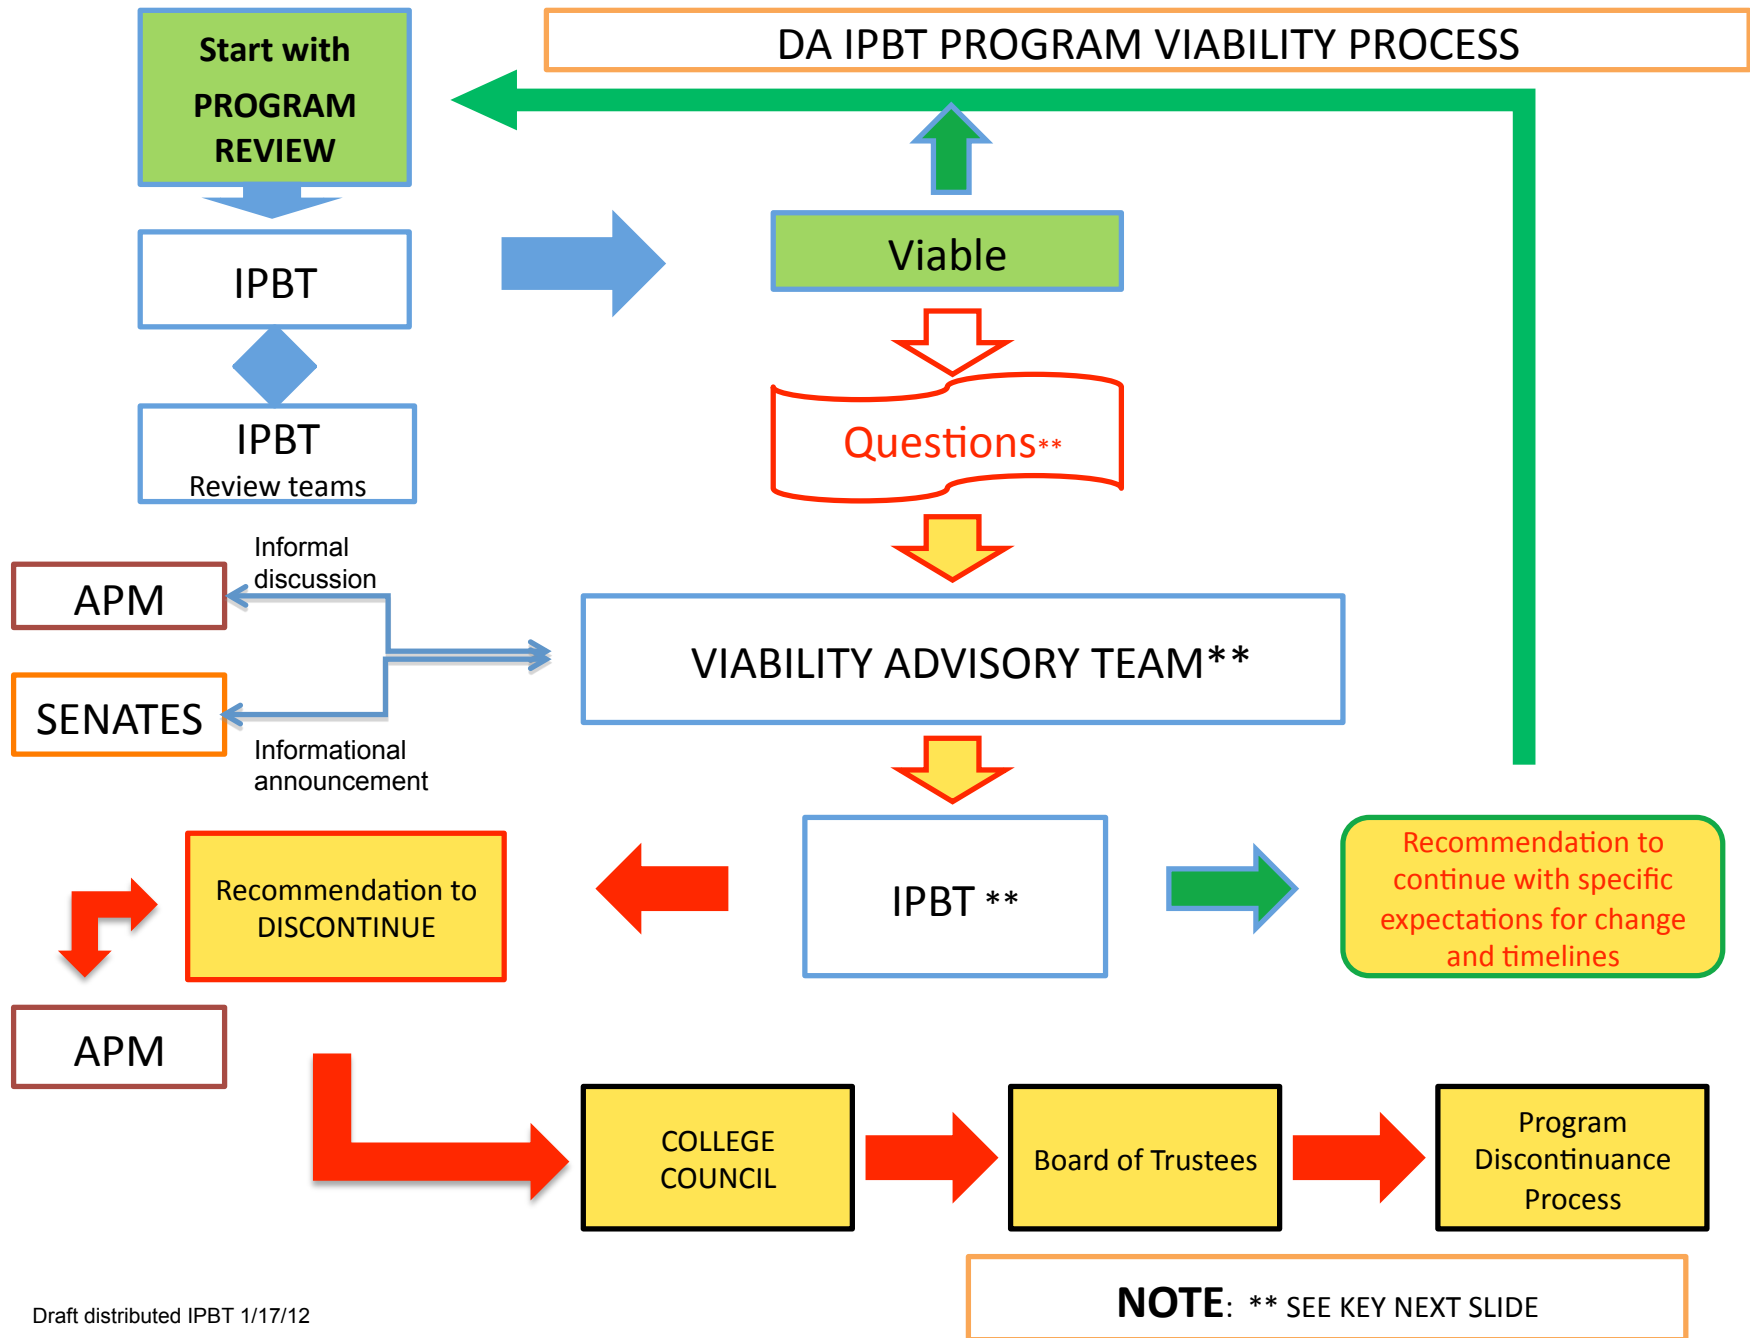 DA IPBT PROGRAM VIABILITY PROCESS
Start with
PROGRAM
REVIEW
IPBT
Viable
IPBT
Review teams
Questions**
Informal
discussion
APM
SENATES
Informational
announcement
VIABILITY ADVISORY TEAM**
Recommendation to
DISCONTINUE
IPBT **
Recommendation to
continue with specific
expectations for change
and timelines
APM
COLLEGE
COUNCIL
Board of Trustees
Program
Discontinuance
Process
NOTE: ** SEE KEY NEXT SLIDE
Draft distributed IPBT 1/17/12